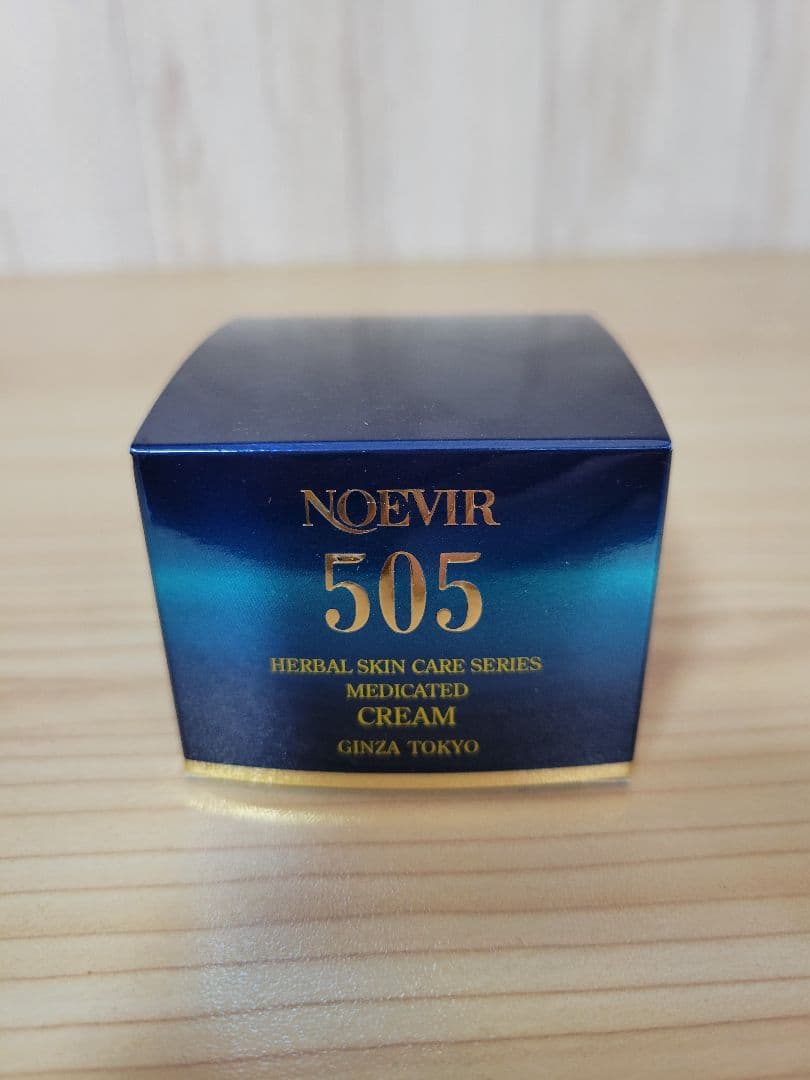 NOEVIR
505
HERBAL SKIN CARE SERIES
MEDICATED
CREAM
GINZA TOKYO